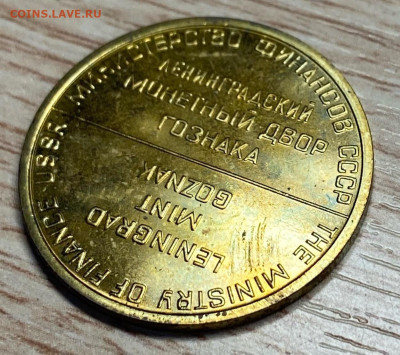 COINS.LAVE.RU
МИНИСТЕРСТВО ФИНАНСОВ СССР
ЛЕНИНГРАДСКИЙ
МОНЕТНЫЙ ДВОР
ГОЗНАКА
LENINGRAD
MINT
GOZNAK
THE MINISTRY OF FINANCE USSR